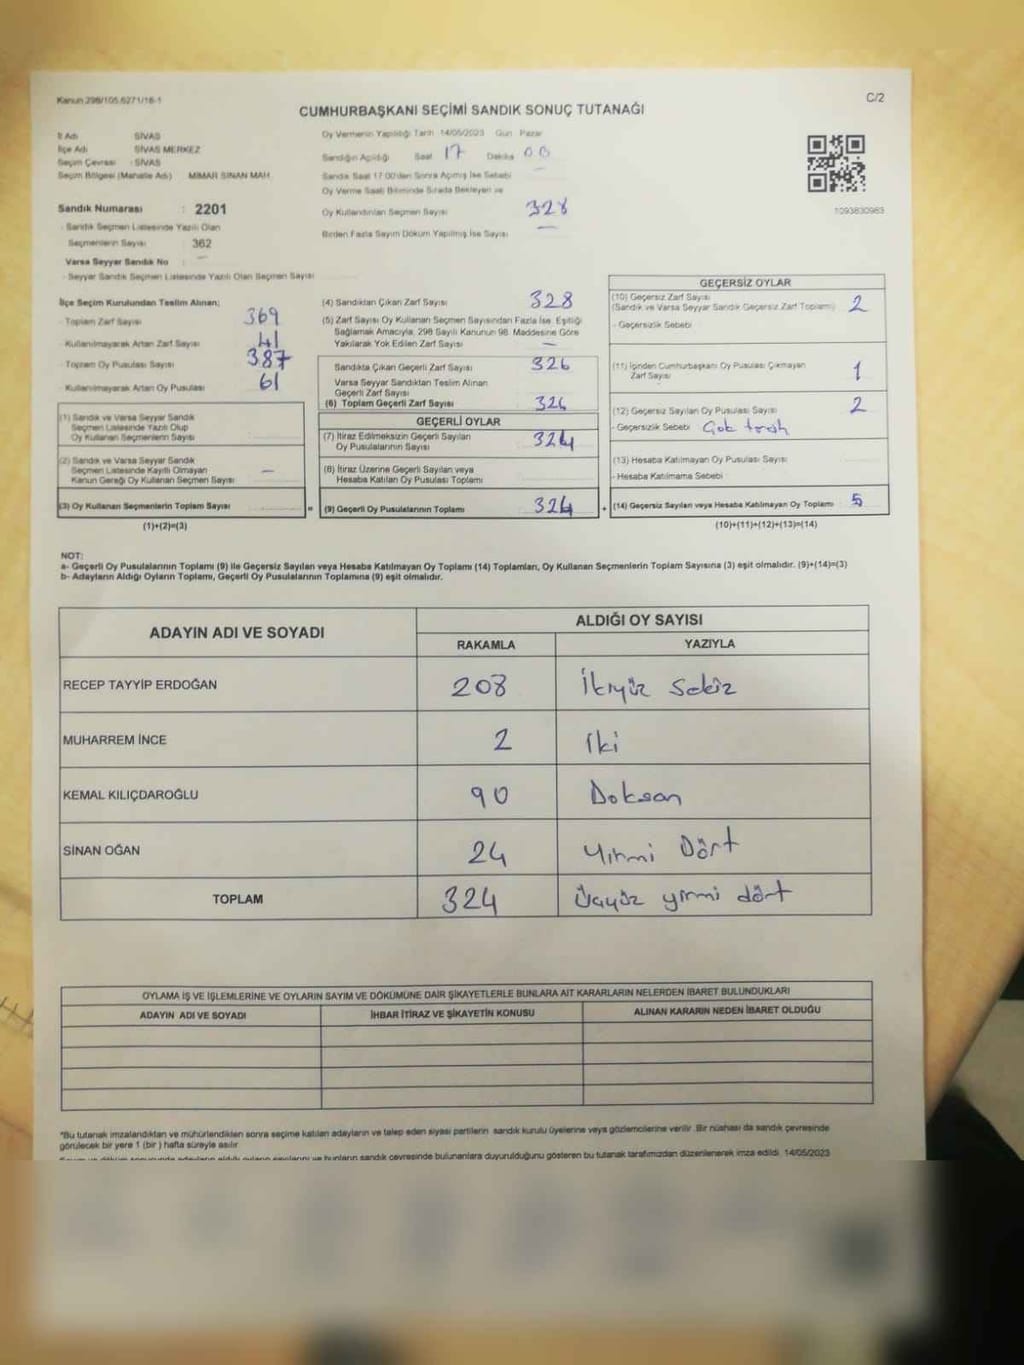 Kanun 298/105,6271/16-1
C/2
CUMHURBAŞKANI SEÇİMİ SANDIK SONUÇ TUTANAĞI
İl Adı SİVAS
İlçe Adı SİVAS MERKEZ
Seçim Çevresi : SİVAS
Seçim Bölgesi (Mahalle Adı) MİMAR SİNAN MAH.
Sandık Numarası : 2201
- Sandık Seçmen Listesinde Yazılı Olan
Seçmenlerin Sayısı : 362
Varsa Seyyar Sandık No : —
- Seyyar Sandık Seçmen Listesinde Yazılı Olan Seçmen Sayısı
Oy Vermenin Yapıldığı Tarih 14/05/2023 Gün Pazar
Sandığın Açıldığı Saat 17 Dakika 00
Sandık Saat 17.00'den Sonra Açılmış İse Sebebi —
Oy Verme Saati Bitiminde Sırada Bekleyen ve
Oy Kullandırılan Seçmen Sayısı 328
Birden Fazla Sayım Döküm Yapılmış İse Sayısı —
1093830983
İlçe Seçim Kurulundan Teslim Alınan;
- Toplam Zarf Sayısı 369
- Kullanılmayarak Artan Zarf Sayısı 41
- Toplam Oy Pusulası Sayısı 387
- Kullanılmayarak Artan Oy Pusulası 61
(1) Sandık ve Varsa Seyyar Sandık
Seçmen Listesinde Yazılı Olup
Oy Kullanan Seçmenlerin Sayısı
(2) Sandık ve Varsa Seyyar Sandık
Seçmen Listesinde Kayıtlı Olmayan
Kanun Gereği Oy Kullanan Seçmen Sayısı —
(3) Oy Kullanan Seçmenlerin Toplam Sayısı
(1)+(2)=(3)
=
(4) Sandıktan Çıkan Zarf Sayısı 328
(5) Zarf Sayısı Oy Kullanan Seçmen Sayısından Fazla İse, Eşitliği
Sağlamak Amacıyla, 298 Sayılı Kanunun 98. Maddesine Göre
Yakılarak Yok Edilen Zarf Sayısı —
Sandıkta Çıkan Geçerli Zarf Sayısı 326
Varsa Seyyar Sandıktan Teslim Alınan
Geçerli Zarf Sayısı
(6) Toplam Geçerli Zarf Sayısı 326
GEÇERLİ OYLAR
(7) İtiraz Edilmeksizin Geçerli Sayılan
Oy Pusulalarının Sayısı 324
(8) İtiraz Üzerine Geçerli Sayılan veya
Hesaba Katılan Oy Pusulası Toplamı
(9) Geçerli Oy Pusulalarının Toplamı 324
+
GEÇERSİZ OYLAR
(10) Geçersiz Zarf Sayısı
(Sandık ve Varsa Seyyar Sandık Geçersiz Zarf Toplamı) 2
- Geçersizlik Sebebi
(11) İçinden Cumhurbaşkanı Oy Pusulası Çıkmayan
Zarf Sayısı 1
(12) Geçersiz Sayılan Oy Pusulası Sayısı 2
- Geçersizlik Sebebi
(13) Hesaba Katılmayan Oy Pusulası Sayısı
- Hesaba Katılmama Sebebi
(14) Geçersiz Sayılan veya Hesaba Katılmayan Oy Toplamı 5
(10)+(11)+(12)+(13)=(14)
NOT:
a- Geçerli Oy Pusulalarının Toplamı (9) ile Geçersiz Sayılan veya Hesaba Katılmayan Oy Toplamı (14) Toplamları, Oy Kullanan Seçmenlerin Toplam Sayısına (3) eşit olmalıdır. (9)+(14)=(3)
b- Adayların Aldığı Oyların Toplamı, Geçerli Oy Pusulalarının Toplamına (9) eşit olmalıdır.
ADAYIN ADI VE SOYADI
ALDIĞI OY SAYISI
RAKAMLA YAZIYLA
RECEP TAYYİP ERDOĞAN 208 İkiyüz Sekiz
MUHARREM İNCE 2 İki
KEMAL KILIÇDAROĞLU 90 Doksan
SİNAN OĞAN 24 Yirmi Dört
TOPLAM 324 Üçyüz yirmi dört
OYLAMA İŞ VE İŞLEMLERİNE VE OYLARIN SAYIM VE DÖKÜMÜNE DAİR ŞİKAYETLERLE BUNLARA AİT KARARLARIN NELERDEN İBARET BULUNDUKLARI
ADAYIN ADI VE SOYADI İHBAR İTİRAZ VE ŞİKAYETİN KONUSU ALINAN KARARIN NEDEN İBARET OLDUĞU
*Bu tutanak imzalandıktan ve mühürlendikten sonra seçime katılan adayların ve talep eden siyasi partilerin sandık kurulu üyelerine veya gözlemcilerine verilir. Bir nüshası da sandık çevresinde
görülecek bir yere 1 (bir) hafta süreyle asılır.
sandık çevresinde bulunanlara duyurulduğunu gösteren bu tutanak tarafımızdan düzenlenerek imza edildi. 14/05/2023